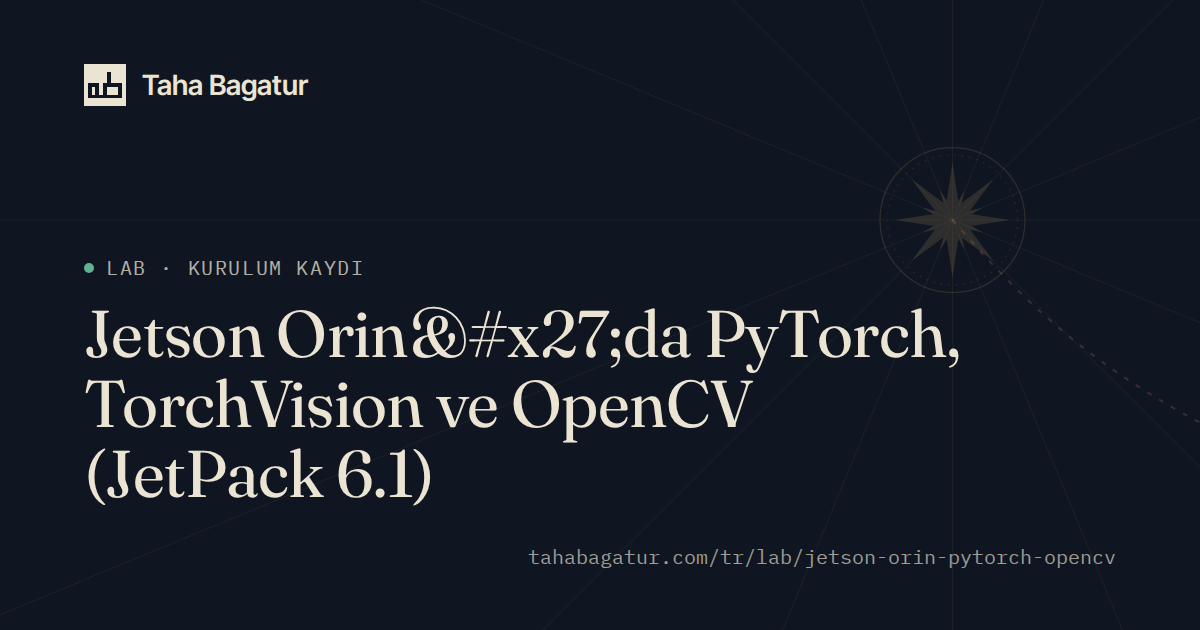 Taha Bagatur
LAB · KURULUM KAYDI
Jetson Orin&#x27;da PyTorch,
TorchVision ve OpenCV
(JetPack 6.1)
tahabagatur.com/tr/lab/jetson-orin-pytorch-opencv